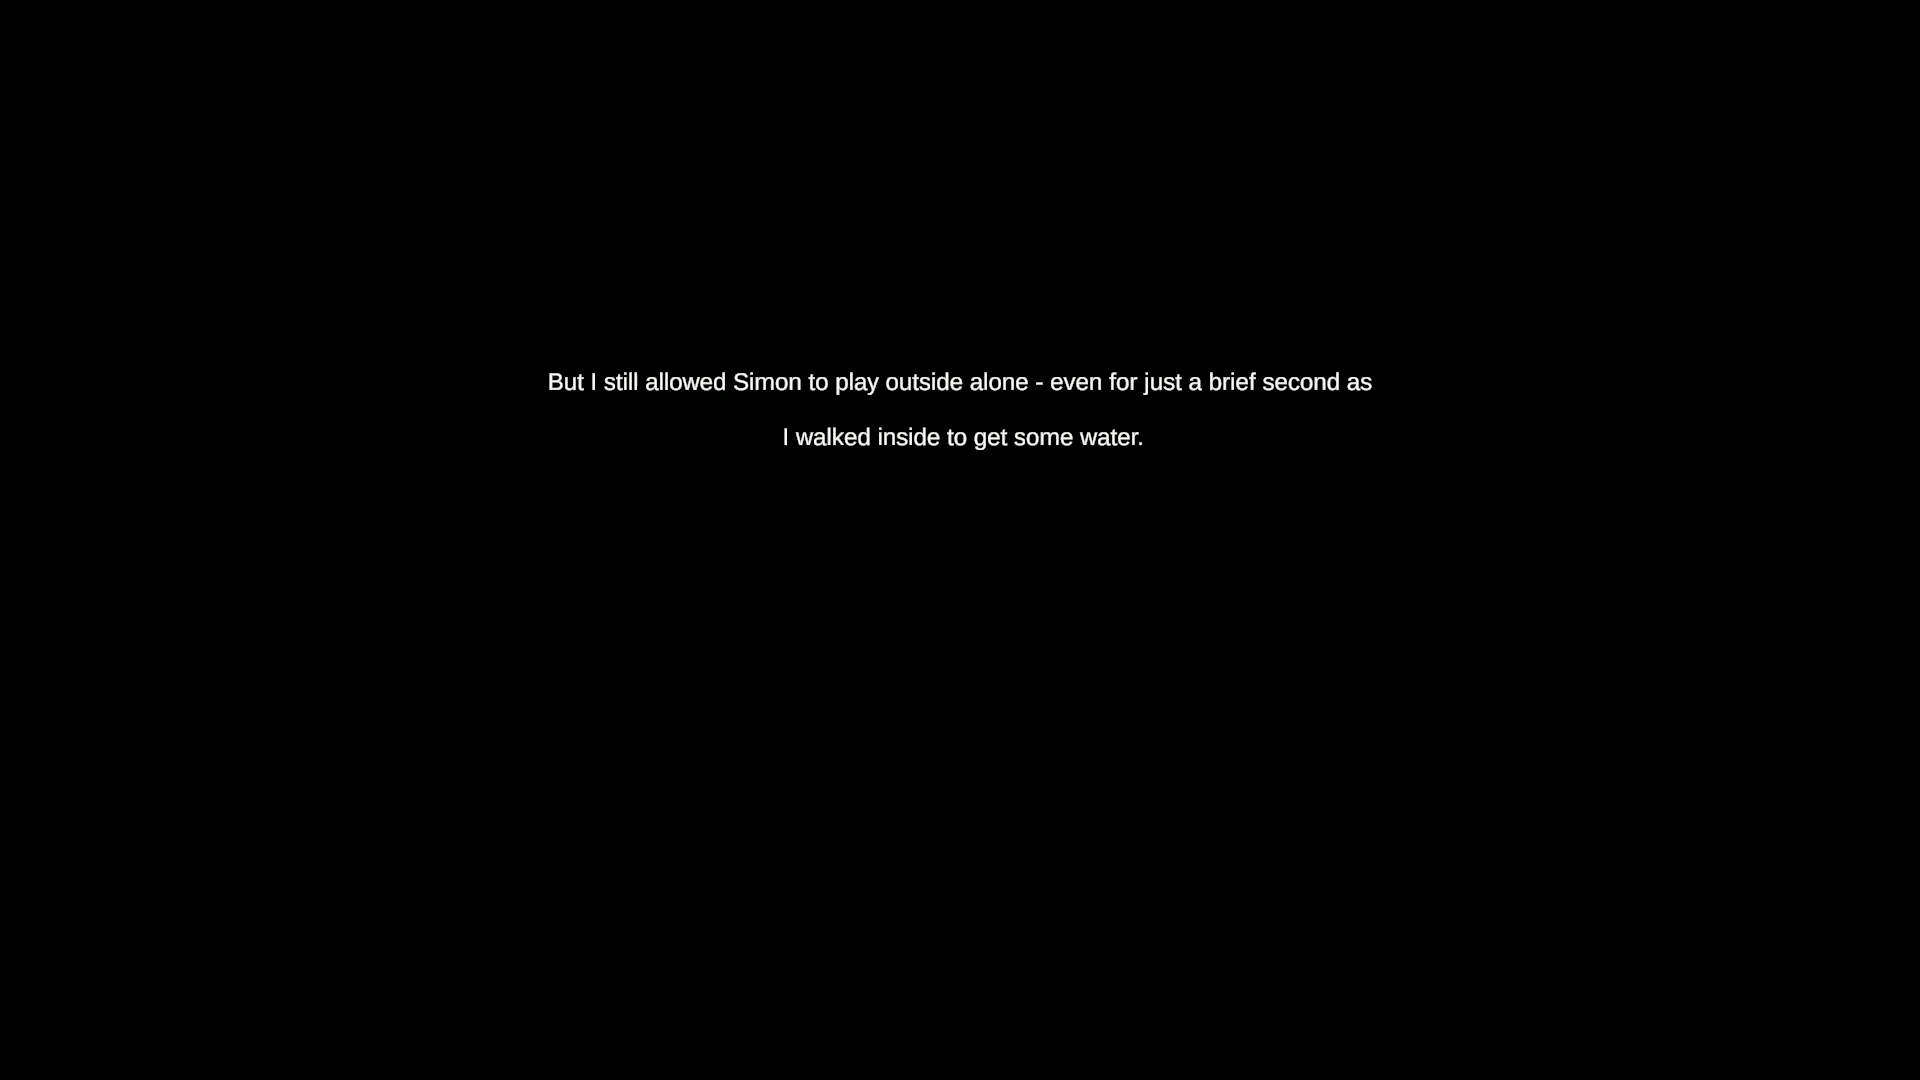 But I still allowed Simon to play outside alone - even for just a brief second as
I walked inside to get some water.